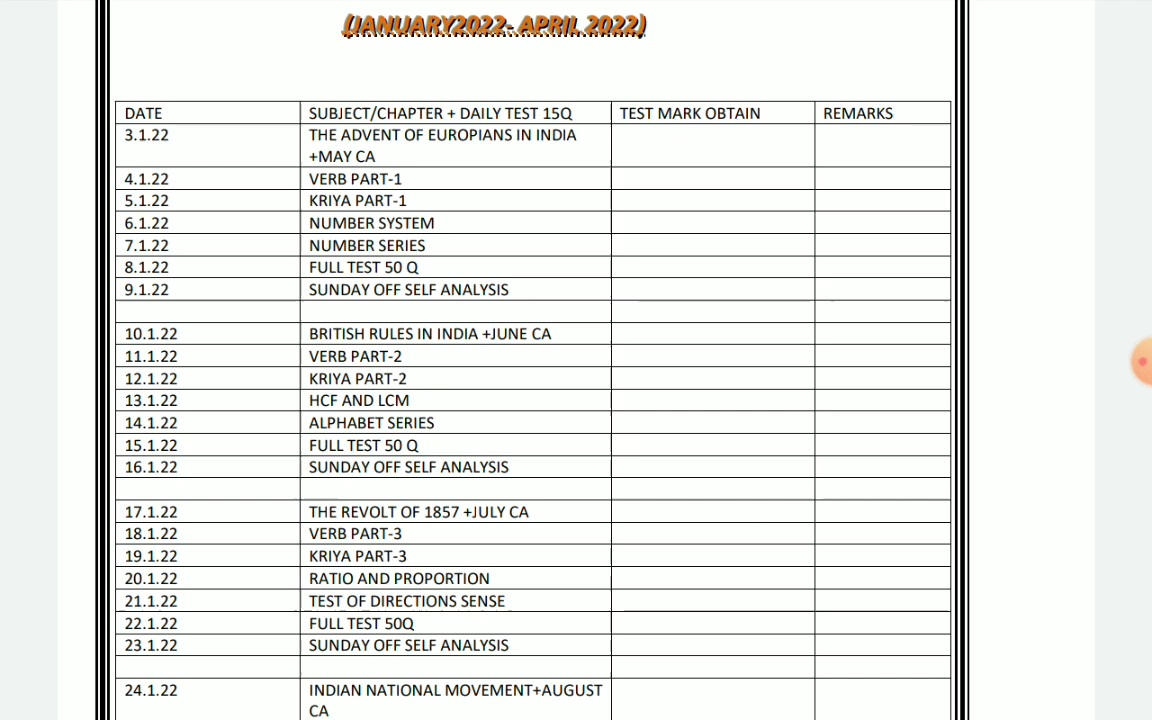 (JANUARY2022- APRIL 2022)
DATE SUBJECT/CHAPTER + DAILY TEST 15Q TEST MARK OBTAIN REMARKS
3.1.22 THE ADVENT OF EUROPIANS IN INDIA
+MAY CA
4.1.22 VERB PART-1
5.1.22 KRIYA PART-1
6.1.22 NUMBER SYSTEM
7.1.22 NUMBER SERIES
8.1.22 FULL TEST 50 Q
9.1.22 SUNDAY OFF SELF ANALYSIS
10.1.22 BRITISH RULES IN INDIA +JUNE CA
11.1.22 VERB PART-2
12.1.22 KRIYA PART-2
13.1.22 HCF AND LCM
14.1.22 ALPHABET SERIES
15.1.22 FULL TEST 50 Q
16.1.22 SUNDAY OFF SELF ANALYSIS
17.1.22 THE REVOLT OF 1857 +JULY CA
18.1.22 VERB PART-3
19.1.22 KRIYA PART-3
20.1.22 RATIO AND PROPORTION
21.1.22 TEST OF DIRECTIONS SENSE
22.1.22 FULL TEST 50Q
23.1.22 SUNDAY OFF SELF ANALYSIS
24.1.22 INDIAN NATIONAL MOVEMENT+AUGUST
CA